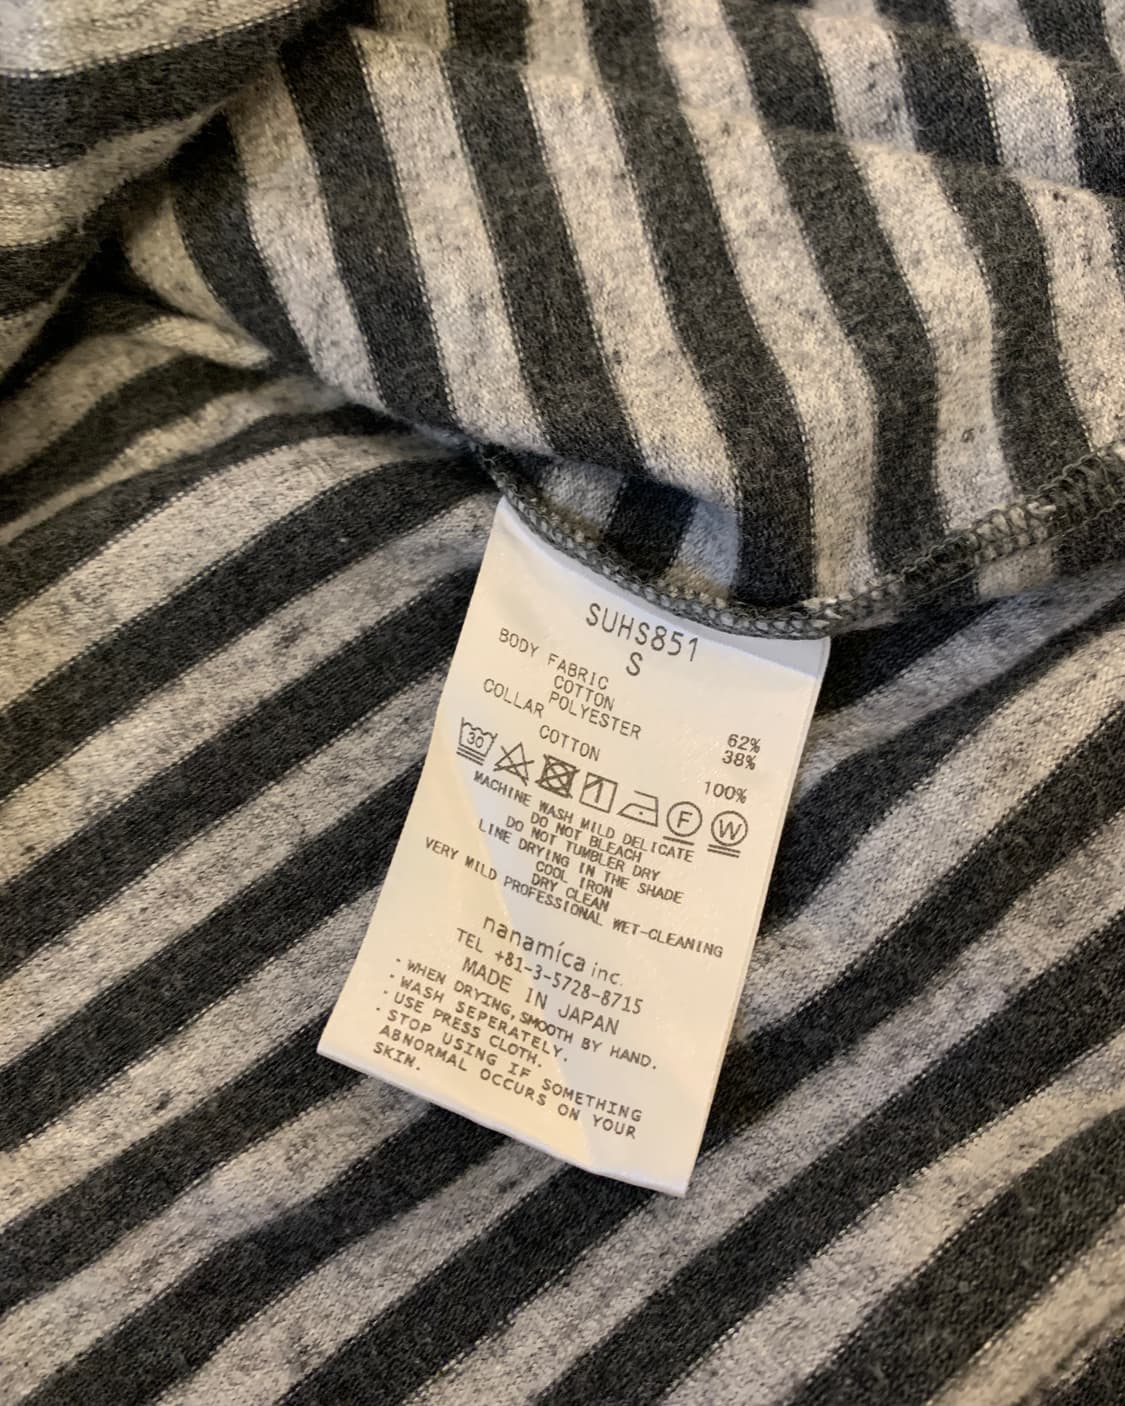 SUHS851
S
BODY FABRIC
COTTON 62%
POLYESTER 38%
COLLAR
COTTON 100%
30 F W
MACHINE WASH MILD DELICATE
DO NOT BLEACH
DO NOT TUMBLER DRY
LINE DRYING IN THE SHADE
COOL IRON
DRY CLEAN
VERY MILD PROFESSIONAL WET-CLEANING
nanamica inc.
TEL +81-3-5728-8715
MADE IN JAPAN
・WHEN DRYING,SMOOTH BY HAND.
・WASH SEPERATELY.
・USE PRESS CLOTH.
・STOP USING IF SOMETHING
ABNORMAL OCCURS ON YOUR
SKIN.